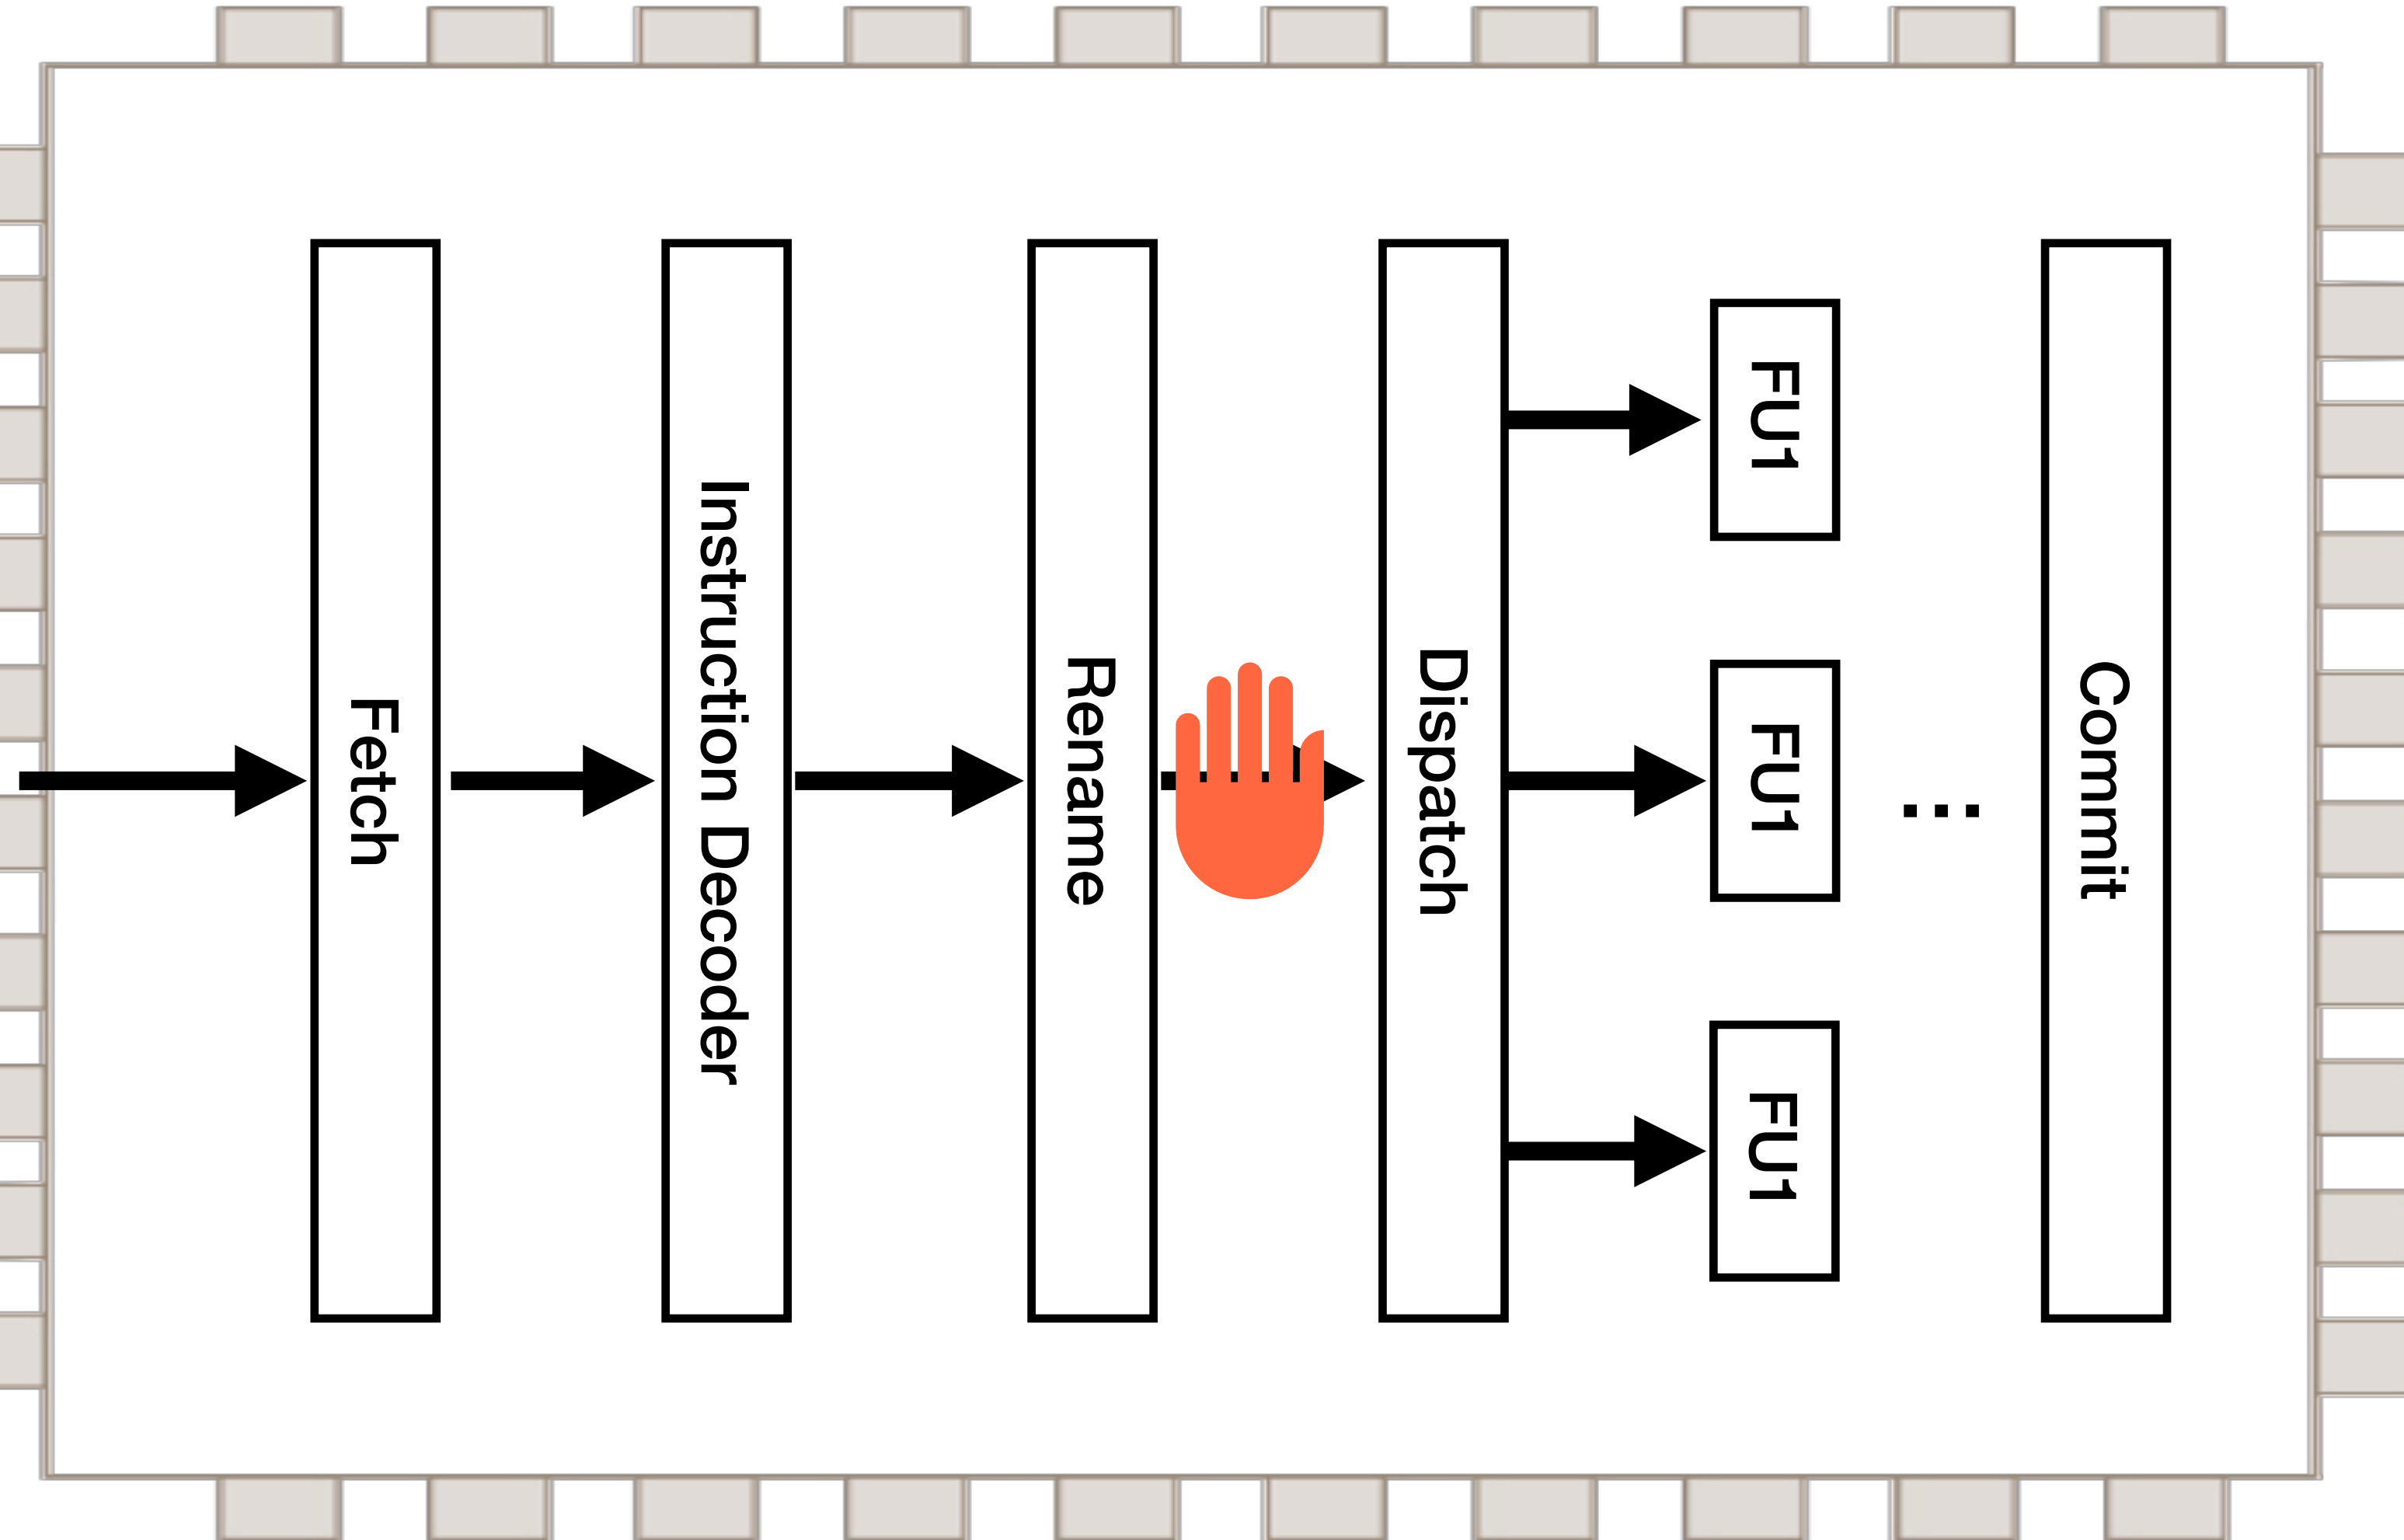 Fetch
Instruction Decoder
Rename
Dispatch
FU1
FU1
FU1
...
Commit